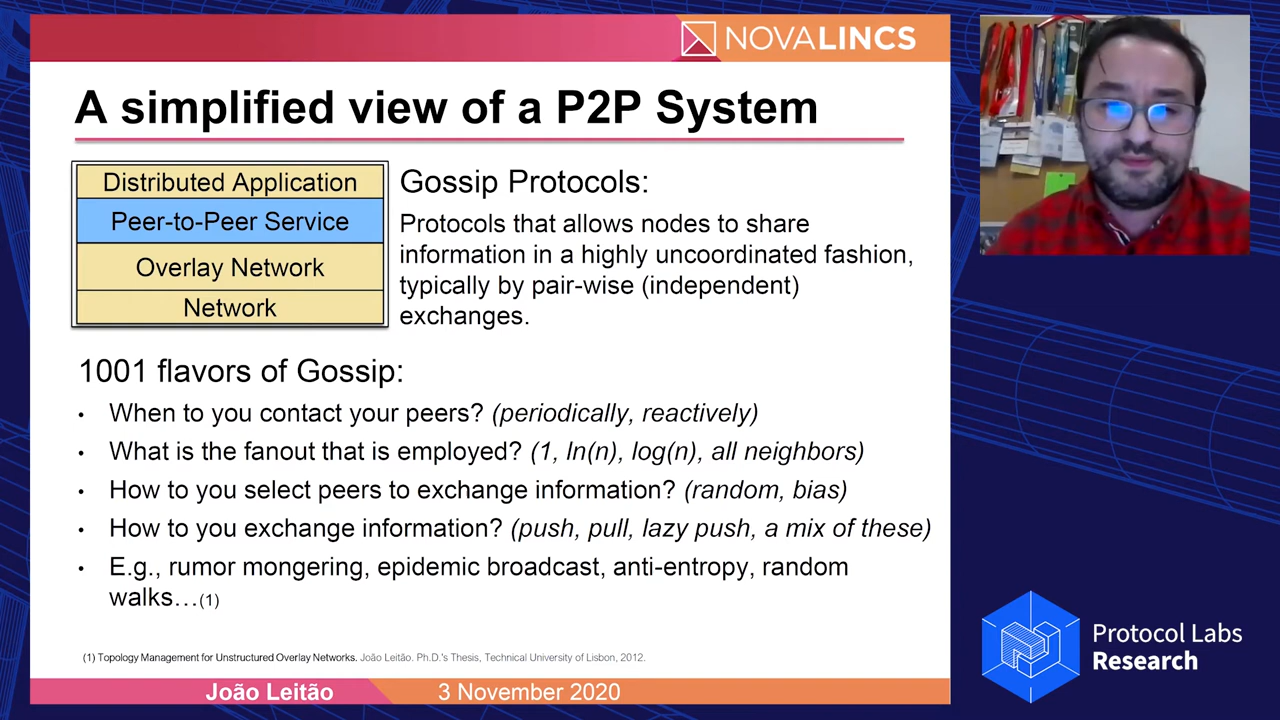 NOVALINCS
A simplified view of a P2P System
Distributed Application
Peer-to-Peer Service
Overlay Network
Network
Gossip Protocols:
Protocols that allows nodes to share
information in a highly uncoordinated fashion,
typically by pair-wise (independent)
exchanges.
1001 flavors of Gossip:
• When to you contact your peers? (periodically, reactively)
• What is the fanout that is employed? (1, ln(n), log(n), all neighbors)
• How to you select peers to exchange information? (random, bias)
• How to you exchange information? (push, pull, lazy push, a mix of these)
• E.g., rumor mongering, epidemic broadcast, anti-entropy, random
walks…(1)
(1) Topology Management for Unstructured Overlay Networks. João Leitão. Ph.D.'s Thesis, Technical University of Lisbon, 2012.
João Leitão
3 November 2020
Protocol Labs
Research